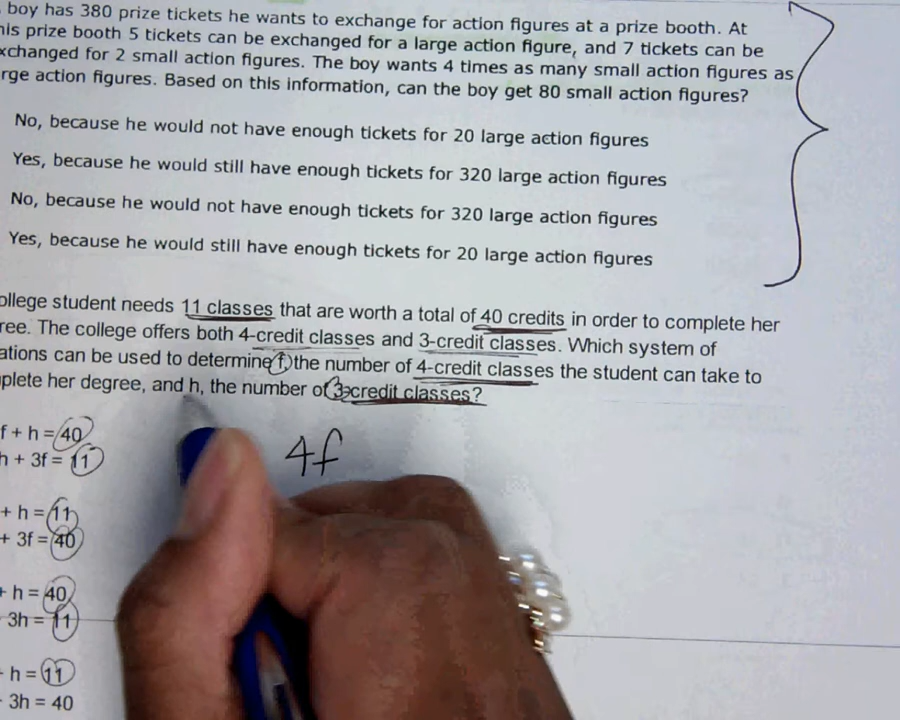 boy has 380 prize tickets he wants to exchange for action figures at a prize booth. At
his prize booth 5 tickets can be exchanged for a large action figure, and 7 tickets can be
xchanged for 2 small action figures. The boy wants 4 times as many small action figures as
rge action figures. Based on this information, can the boy get 80 small action figures?
No, because he would not have enough tickets for 20 large action figures
Yes, because he would still have enough tickets for 320 large action figures
No, because he would not have enough tickets for 320 large action figures
Yes, because he would still have enough tickets for 20 large action figures
ollege student needs 11 classes that are worth a total of 40 credits in order to complete her
ree. The college offers both 4-credit classes and 3-credit classes. Which system of
ations can be used to determine f, the number of 4-credit classes the student can take to
plete her degree, and h, the number of 3-credit classes?
f + h = 40
h + 3f = 11
4f
+ h = 11
+ 3f = 40
+ h = 40
3h = 11
h = 11
3h = 40